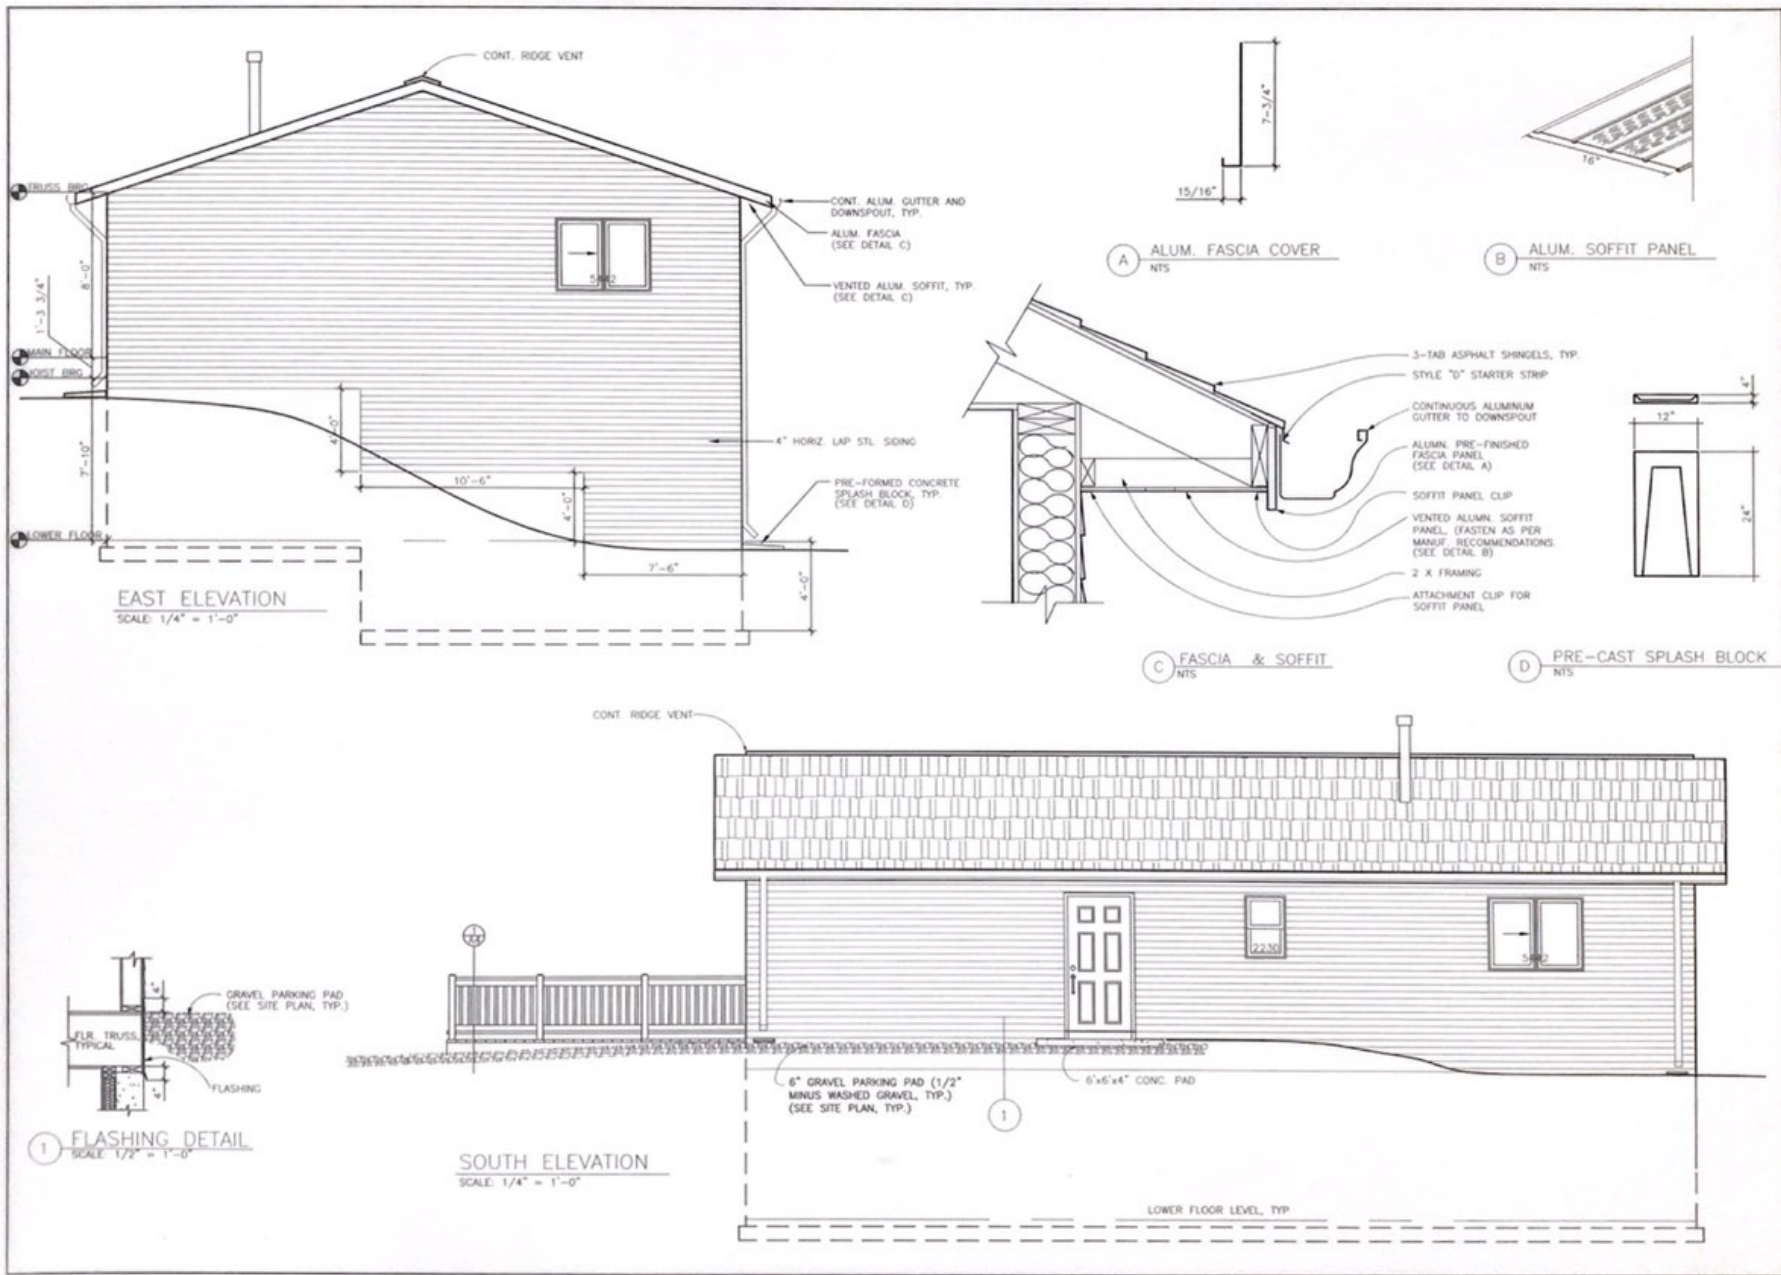 CONT. RIDGE VENT
TRUSS BRG
8'-0"
1'-3 3/4"
MAIN FLOOR
JOIST BRG
7'-10"
LOWER FLOOR
5442
CONT. ALUM. GUTTER AND
DOWNSPOUT, TYP.
ALUM. FASCIA
(SEE DETAIL C)
VENTED ALUM. SOFFIT, TYP.
(SEE DETAIL C)
4" HORIZ. LAP STL. SIDING
PRE-FORMED CONCRETE
SPLASH BLOCK, TYP.
(SEE DETAIL D)
4'-0"
10'-6"
4'-0"
7'-6"
4'-0"
EAST ELEVATION
SCALE: 1/4" = 1'-0"
7-3/4"
15/16"
A ALUM. FASCIA COVER
NTS
16"
B ALUM. SOFFIT PANEL
NTS
3-TAB ASPHALT SHINGELS, TYP.
STYLE "D" STARTER STRIP
CONTINUOUS ALUMINUM
GUTTER TO DOWNSPOUT
ALUMN. PRE-FINISHED
FASCIA PANEL
(SEE DETAIL A)
SOFFIT PANEL CLIP
VENTED ALUMN. SOFFIT
PANEL, (FASTEN AS PER
MANUF. RECOMMENDATIONS.
(SEE DETAIL B)
2 X FRAMING
ATTACHMENT CLIP FOR
SOFFIT PANEL
C FASCIA & SOFFIT
NTS
4"
12"
24"
D PRE-CAST SPLASH BLOCK
NTS
CONT. RIDGE VENT
2230
5442
6" GRAVEL PARKING PAD (1/2"
MINUS WASHED GRAVEL, TYP.)
(SEE SITE PLAN, TYP.)
6'x6'x4" CONC. PAD
1
LOWER FLOOR LEVEL, TYP
SOUTH ELEVATION
SCALE: 1/4" = 1'-0"
4"
GRAVEL PARKING PAD
(SEE SITE PLAN, TYP.)
FLR. TRUSS,
TYPICAL
FLASHING
4"
1 FLASHING DETAIL
SCALE: 1/2" = 1'-0"